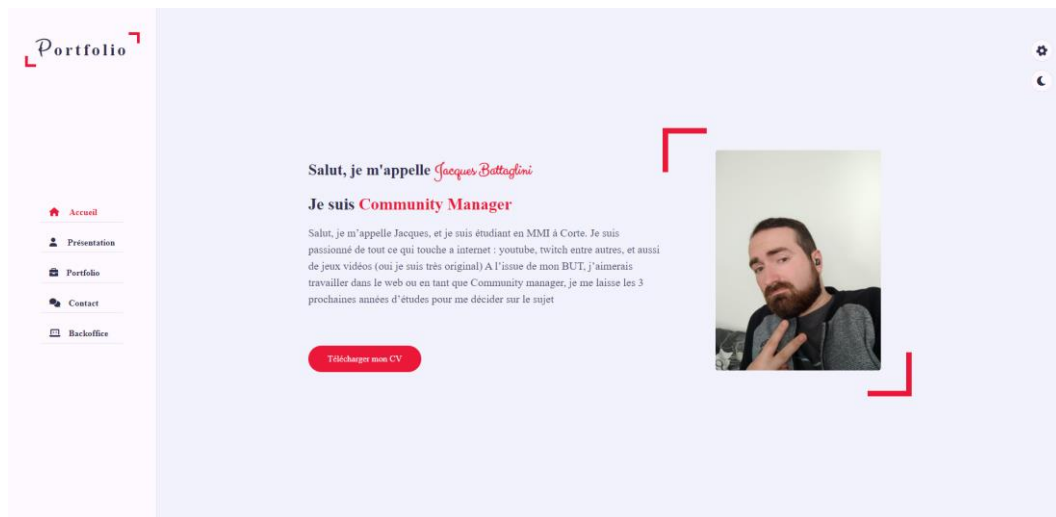 Portfolio
Accueil
Présentation
Portfolio
Contact
Backoffice
Salut, je m'appelle Jacques Battaglini
Je suis Community Manager
Salut, je m’appelle Jacques, et je suis étudiant en MMI à Corte. Je suis
passionné de tout ce qui touche a internet : youtube, twitch entre autres, et aussi
de jeux vidéos (oui je suis très original) A l’issue de mon BUT, j’aimerais
travailler dans le web ou en tant que Community manager, je me laisse les 3
prochaines années d’études pour me décider sur le sujet
Télécharger mon CV